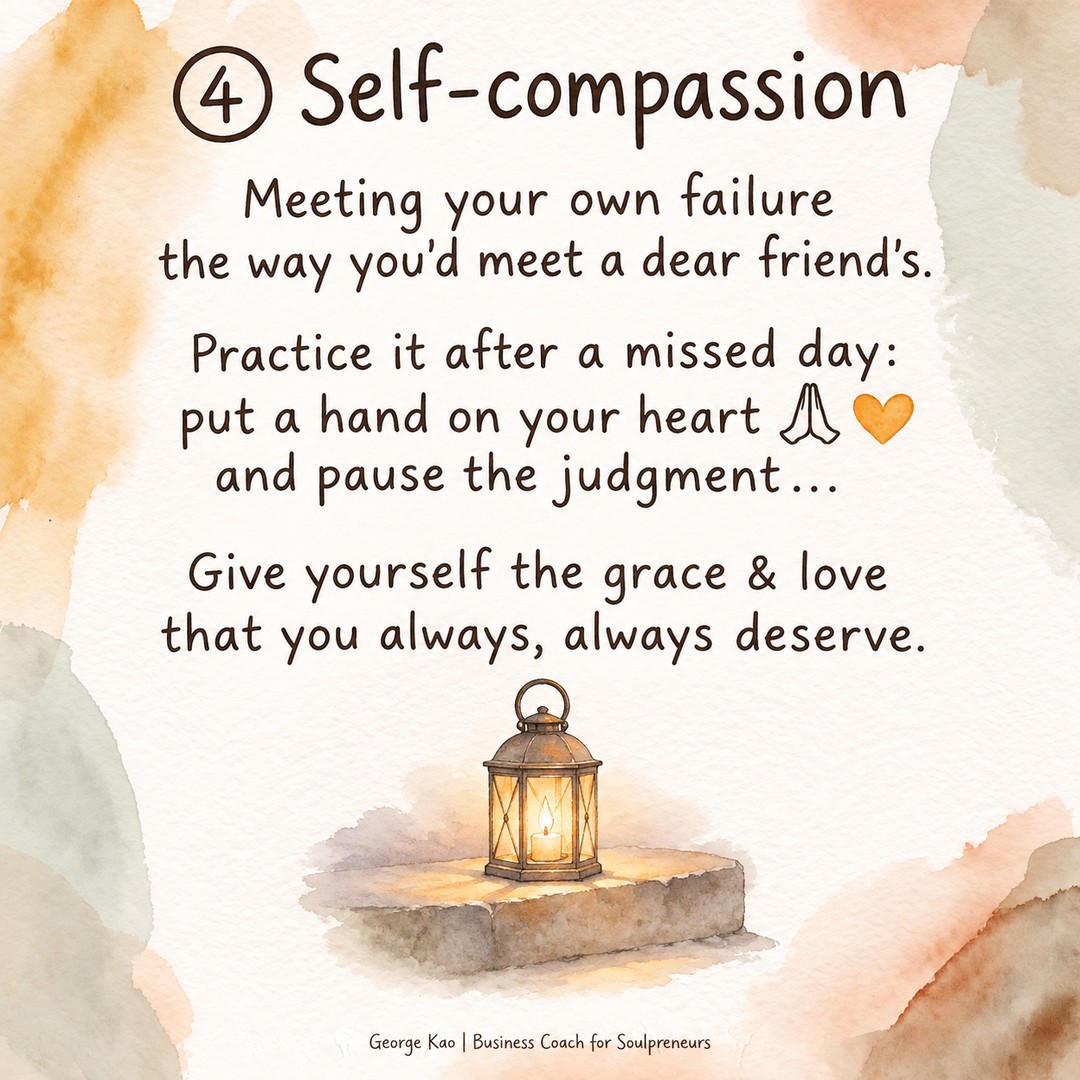 ④ Self-compassion
Meeting your own failure
the way you'd meet a dear friend's.
Practice it after a missed day:
put a hand on your heart 🙏🧡
and pause the judgment...
Give yourself the grace & love
that you always, always deserve.
George Kao | Business Coach for Soulpreneurs